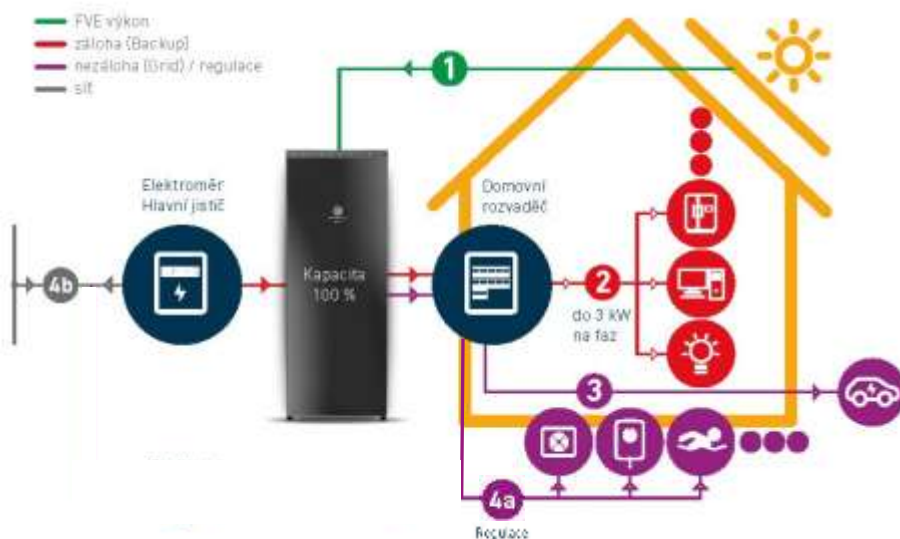 FVE výkon
záloha (Backup)
nezáloha (Grid) / regulace
síť
1
Elektroměr
Hlavní jistič
Domovní
rozvaděč
Kapacita
100 %
4b
2
do 3 kW
na faz
3
4a
Regulace